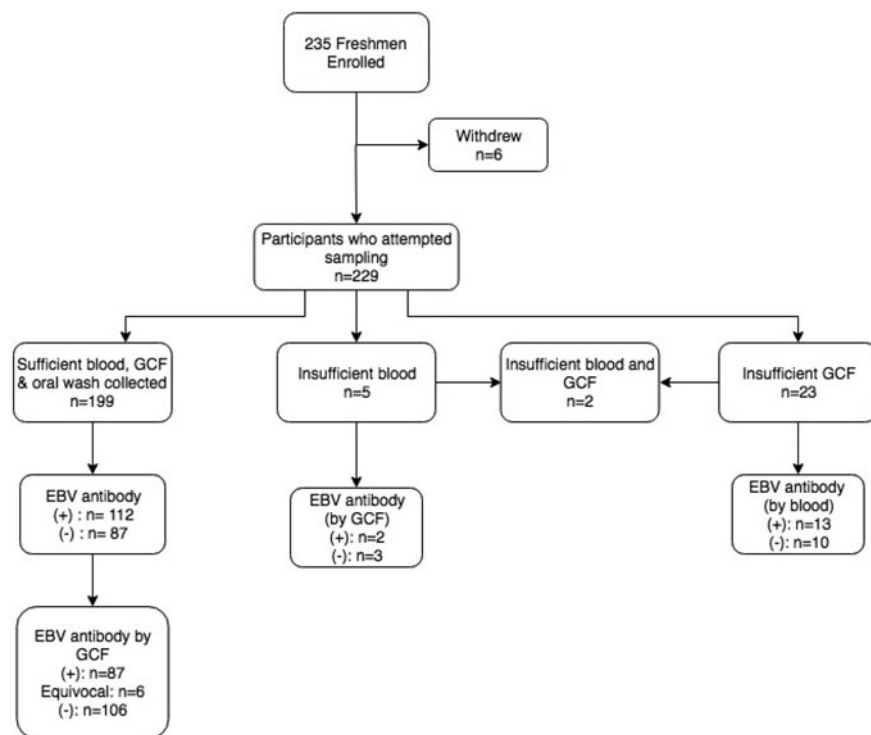 235 Freshmen
Enrolled
Withdrew
n=6
Participants who attempted
sampling
n=229
Sufficient blood, GCF
& oral wash collected
n=199
Insufficient blood
n=5
Insufficient blood and
GCF
n=2
Insufficient GCF
n=23
EBV antibody
(+) : n= 112
(-) : n= 87
EBV antibody
(by GCF)
(+): n=2
(-): n=3
EBV antibody
(by blood)
(+): n=13
(-): n=10
EBV antibody by
GCF
(+): n=87
Equivocal: n=6
(-): n=106